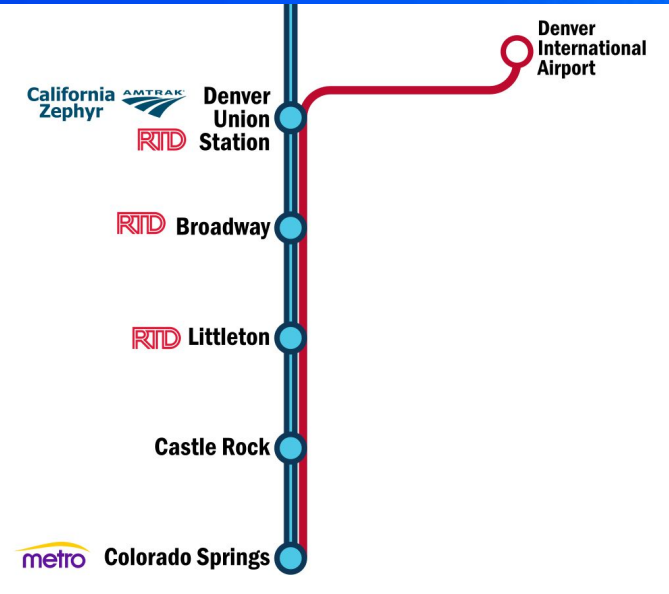 Denver
International
Airport
California AMTRAK Denver
Zephyr Union
RTD Station
RTD Broadway
RTD Littleton
Castle Rock
metro Colorado Springs